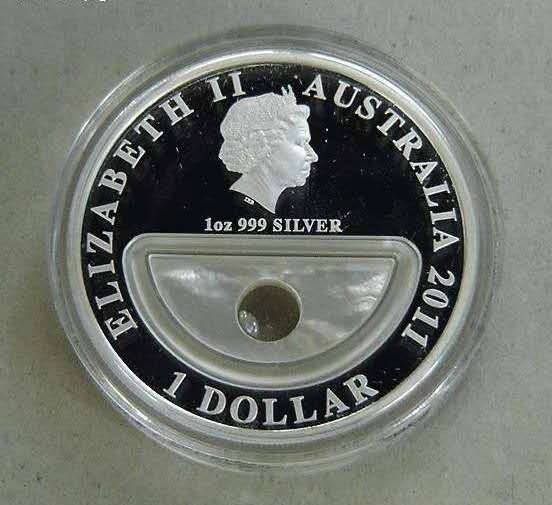 ELIZABETH II AUSTRALIA 2011
1oz 999 SILVER
1 DOLLAR